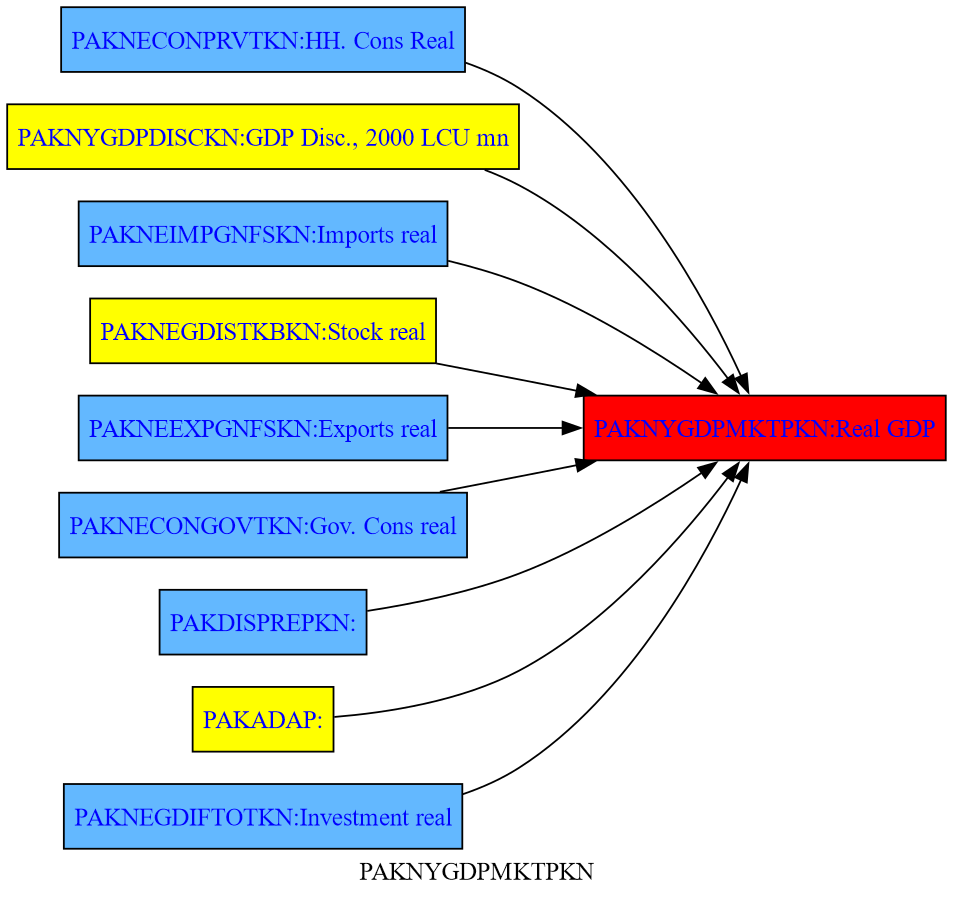 PAKNECONPRVTKN:HH. Cons Real
PAKNYGDPDISCKN:GDP Disc., 2000 LCU mn
PAKNEIMPGNFSKN:Imports real
PAKNEGDISTKBKN:Stock real
PAKNEEXPGNFSKN:Exports real
PAKNYGDPMKTPKN:Real GDP
PAKNECONGOVTKN:Gov. Cons real
PAKDISPREPKN:
PAKADAP:
PAKNEGDIFTOTKN:Investment real
PAKNYGDPMKTPKN